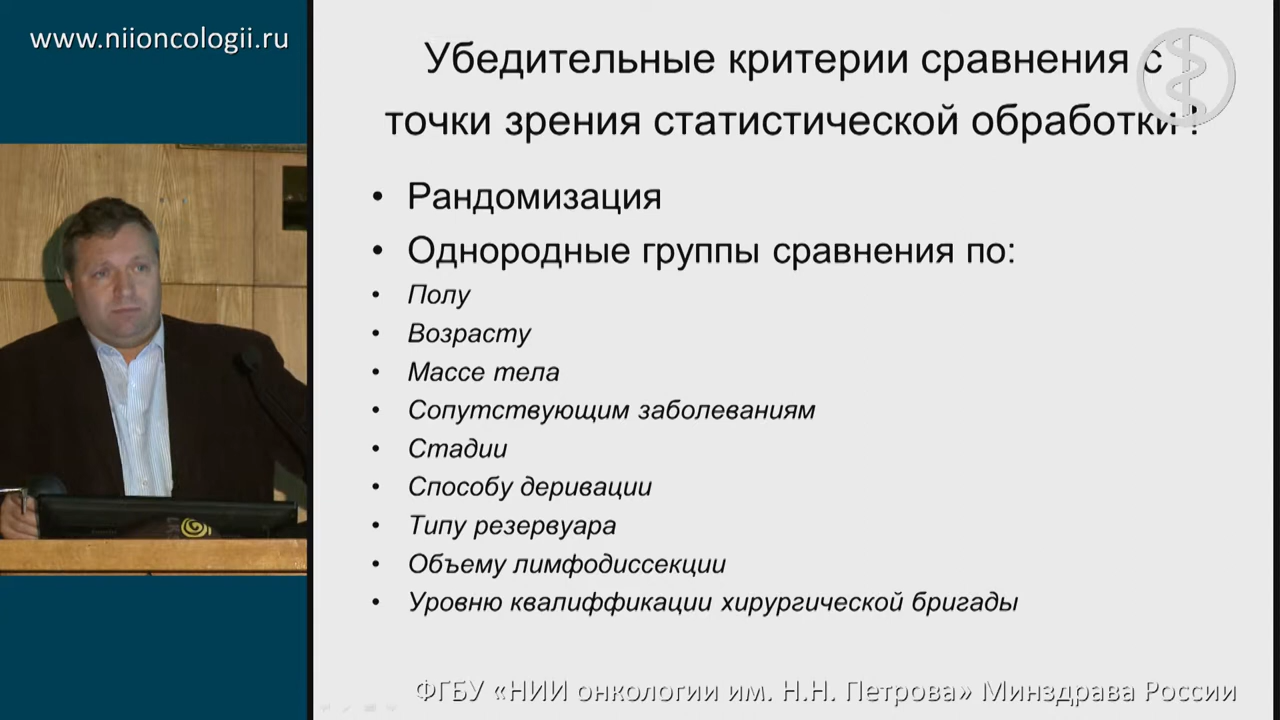 www.niioncologii.ru
Убедительные критерии сравнения с
точки зрения статистической обработки !
• Рандомизация
• Однородные группы сравнения по:
• Полу
• Возрасту
• Массе тела
• Сопутствующим заболеваниям
• Стадии
• Способу деривации
• Типу резервуара
• Объему лимфодиссекции
• Уровню квалиффикации хирургической бригады
ФГБУ «НИИ онкологии им. Н.Н. Петрова» Минздрава России